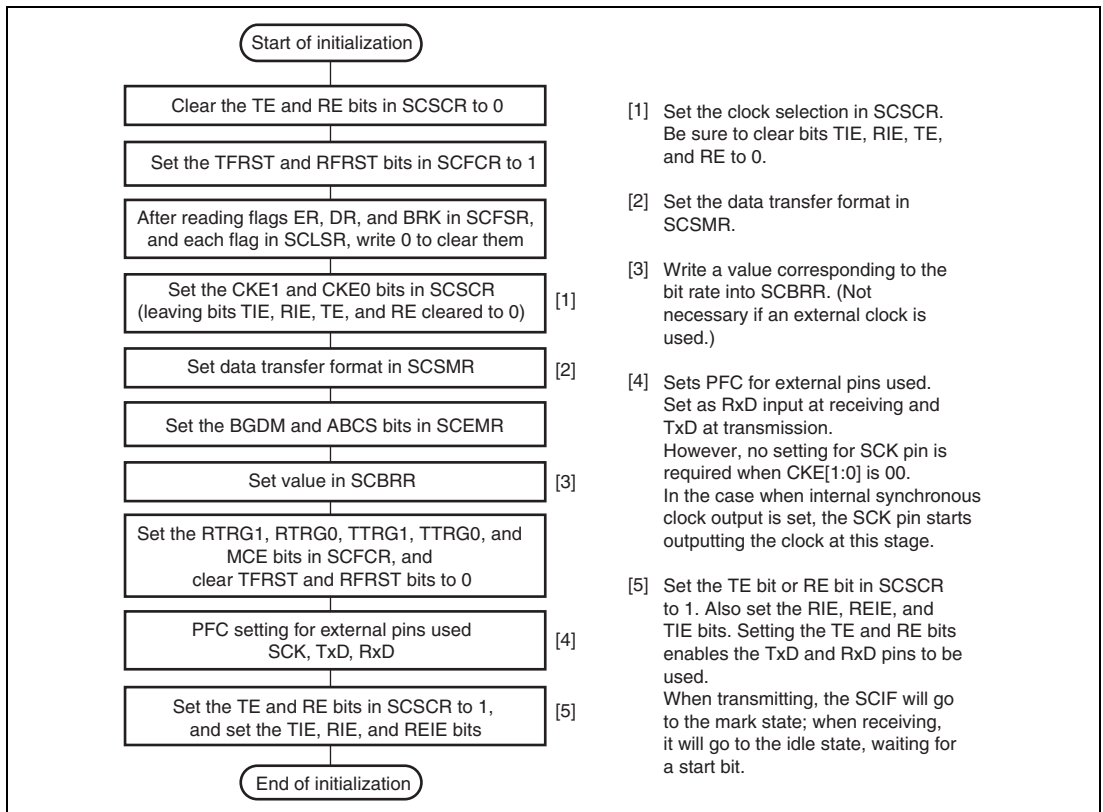 Start of initialization
Clear the TE and RE bits in SCSCR to 0
Set the TFRST and RFRST bits in SCFCR to 1
After reading flags ER, DR, and BRK in SCFSR,
and each flag in SCLSR, write 0 to clear them
Set the CKE1 and CKE0 bits in SCSCR
(leaving bits TIE, RIE, TE, and RE cleared to 0)
[1]
Set data transfer format in SCSMR
[2]
Set the BGDM and ABCS bits in SCEMR
Set value in SCBRR
[3]
Set the RTRG1, RTRG0, TTRG1, TTRG0, and
MCE bits in SCFCR, and
clear TFRST and RFRST bits to 0
PFC setting for external pins used
SCK, TxD, RxD
[4]
Set the TE and RE bits in SCSCR to 1,
and set the TIE, RIE, and REIE bits
[5]
End of initialization
[1] Set the clock selection in SCSCR.
Be sure to clear bits TIE, RIE, TE,
and RE to 0.
[2] Set the data transfer format in
SCSMR.
[3] Write a value corresponding to the
bit rate into SCBRR. (Not
necessary if an external clock is
used.)
[4] Sets PFC for external pins used.
Set as RxD input at receiving and
TxD at transmission.
However, no setting for SCK pin is
required when CKE[1:0] is 00.
In the case when internal synchronous
clock output is set, the SCK pin starts
outputting the clock at this stage.
[5] Set the TE bit or RE bit in SCSCR
to 1. Also set the RIE, REIE, and
TIE bits. Setting the TE and RE bits
enables the TxD and RxD pins to be
used.
When transmitting, the SCIF will go
to the mark state; when receiving,
it will go to the idle state, waiting for
a start bit.